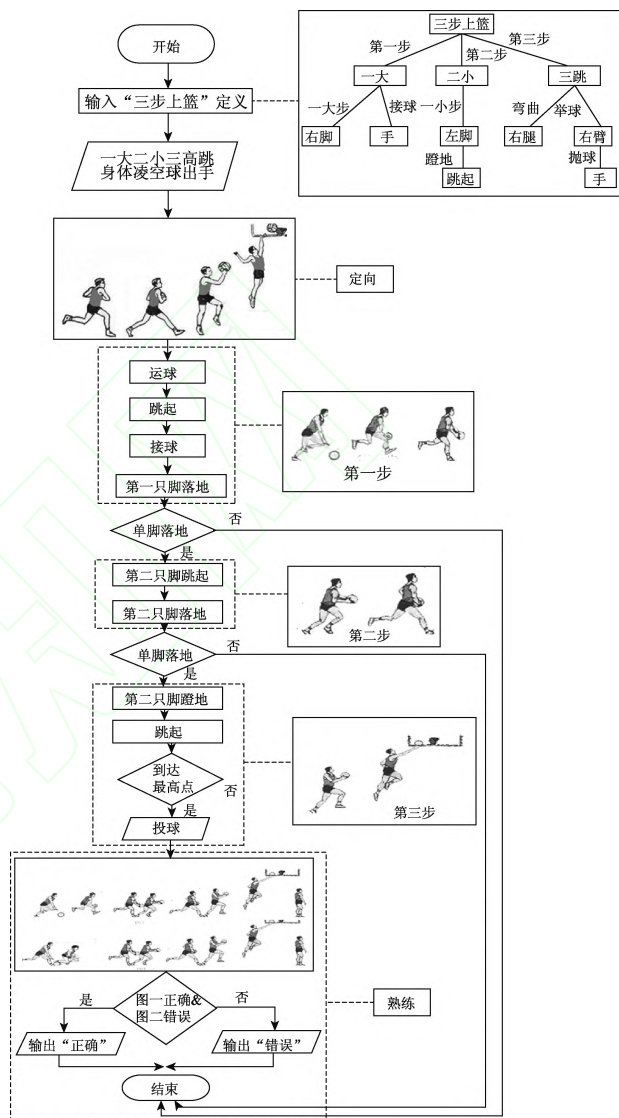 开始
输入“三步上篮”定义
一大二小三高跳
身体凌空球出手
三步上篮
第一步
第二步
第三步
一大
二小
三跳
一大步
接球
一小步
弯曲
举球
右脚
手
左脚
右腿
右臂
蹬地
抛球
跳起
手
定向
运球
跳起
接球
第一只脚落地
第一步
单脚落地
否
是
第二只脚跳起
第二只脚落地
第二步
单脚落地
否
是
第二只脚蹬地
跳起
到达
最高点
否
是
投球
第三步
图一正确&
图二错误
是
否
输出“正确”
输出“错误”
熟练
结束